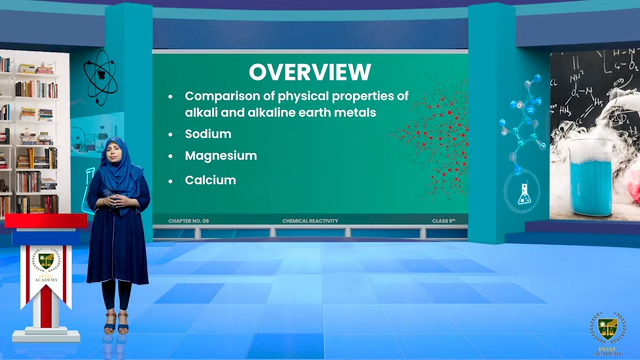 OVERVIEW
• Comparison of physical properties of
alkali and alkaline earth metals
• Sodium
• Magnesium
• Calcium
CHAPTER NO. 08 CHEMICAL REACTIVITY CLASS 9th
ACADEMY